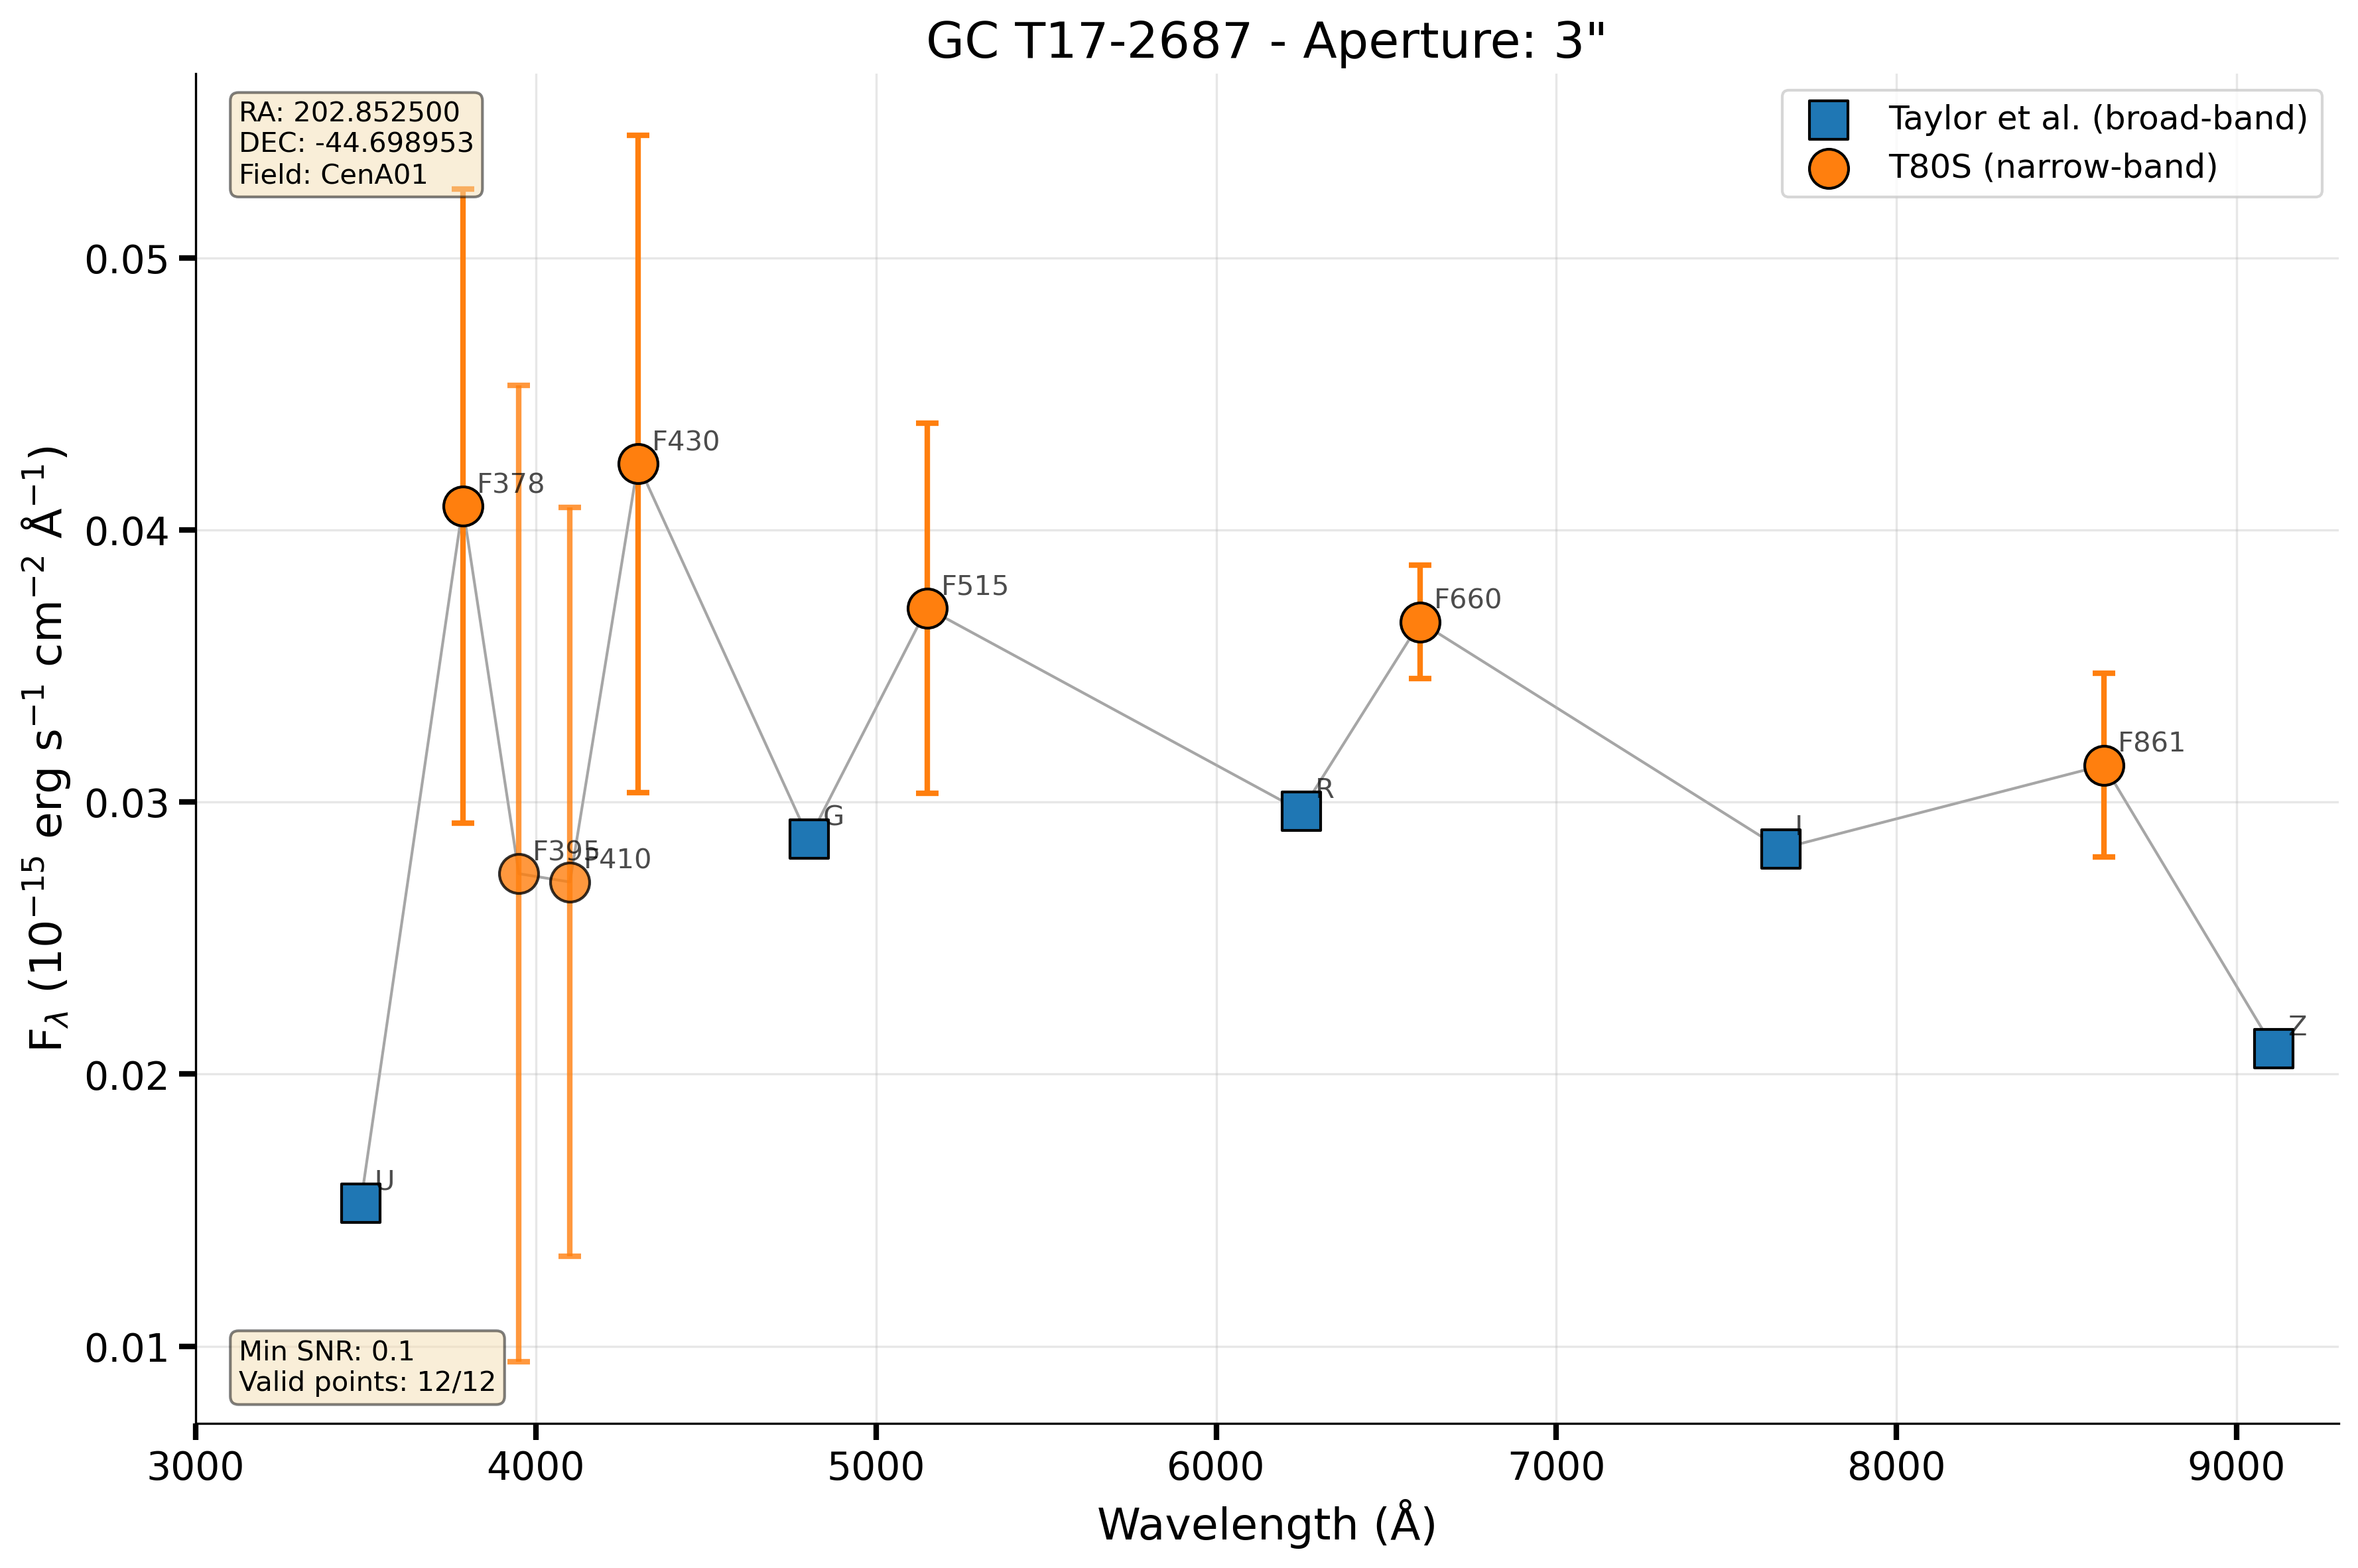 GC T17-2687 - Aperture: 3"
RA: 202.852500
DEC: -44.698953
Field: CenA01
Taylor et al. (broad-band)
T80S (narrow-band)
F_λ (10⁻¹⁵ erg s⁻¹ cm⁻² Å⁻¹)
0.05
0.04
0.03
0.02
0.01
U
F378
F395
F410
F430
G
F515
R
F660
I
F861
Z
Min SNR: 0.1
Valid points: 12/12
3000
4000
5000
6000
7000
8000
9000
Wavelength (Å)